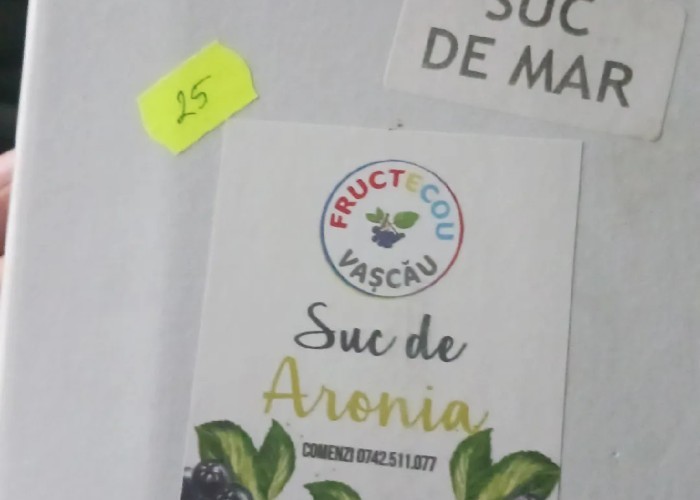 SUC
DE MAR
25
FRUCTECOU
VAȘCĂU
Suc de
Aronia
COMENZI 0742.511.077